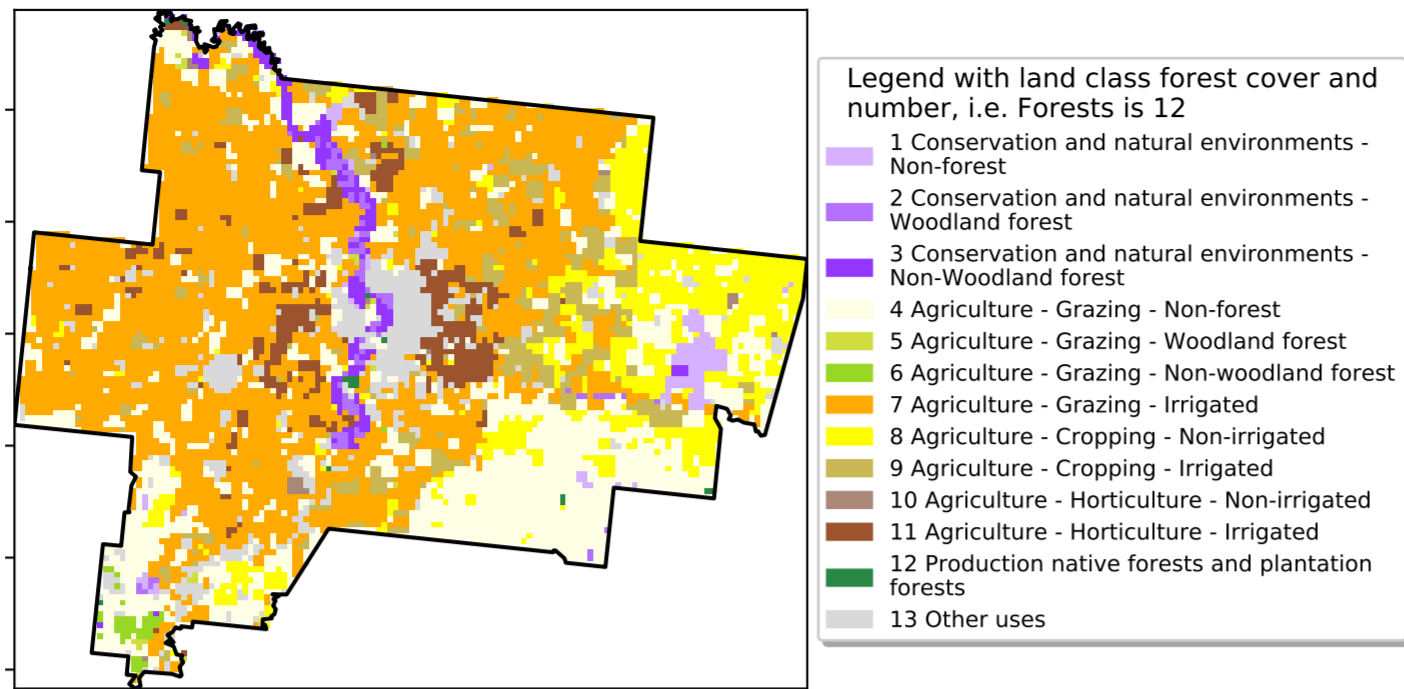 Legend with land class forest cover and
number, i.e. Forests is 12
1 Conservation and natural environments -
Non-forest
2 Conservation and natural environments -
Woodland forest
3 Conservation and natural environments -
Non-Woodland forest
4 Agriculture - Grazing - Non-forest
5 Agriculture - Grazing - Woodland forest
6 Agriculture - Grazing - Non-woodland forest
7 Agriculture - Grazing - Irrigated
8 Agriculture - Cropping - Non-irrigated
9 Agriculture - Cropping - Irrigated
10 Agriculture - Horticulture - Non-irrigated
11 Agriculture - Horticulture - Irrigated
12 Production native forests and plantation
forests
13 Other uses